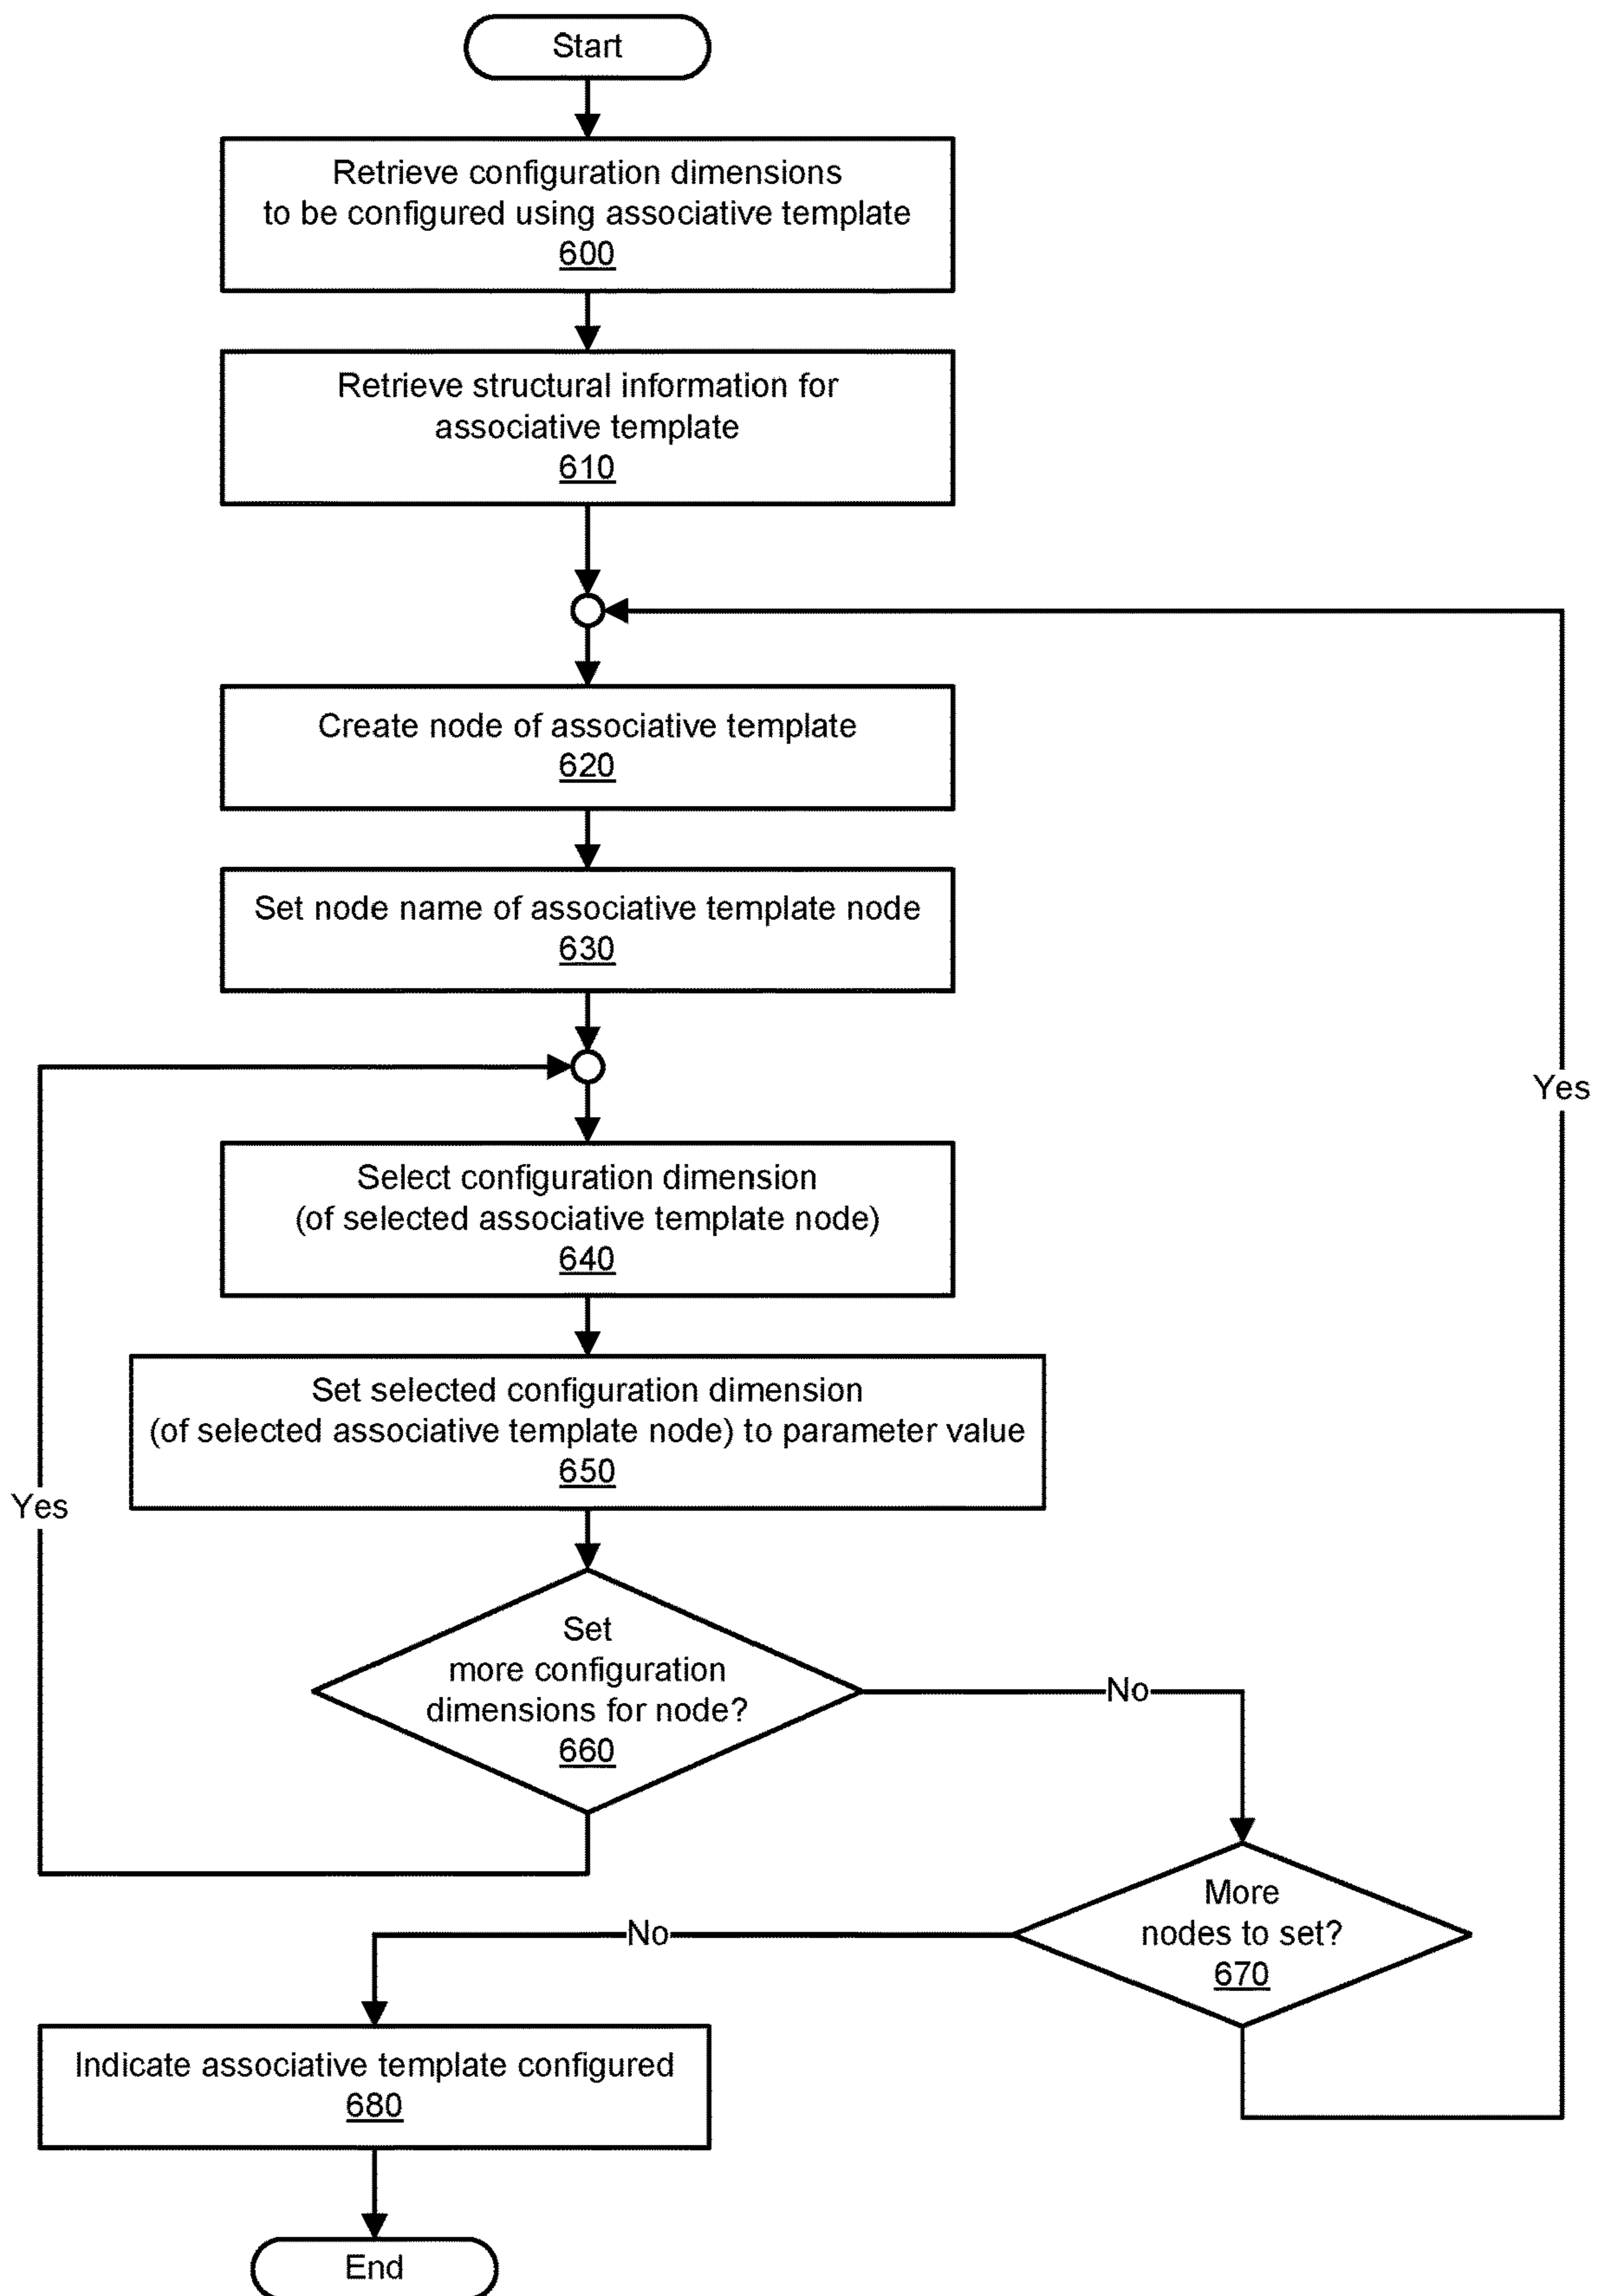 Start
Retrieve configuration dimensions
to be configured using associative template
600
Retrieve structural information for
associative template
610
Create node of associative template
620
Set node name of associative template node
630
Select configuration dimension
(of selected associative template node)
640
Set selected configuration dimension
(of selected associative template node) to parameter value
650
Set
more configuration
dimensions for node?
660
Yes
No
Yes
More
nodes to set?
670
No
Indicate associative template configured
680
End